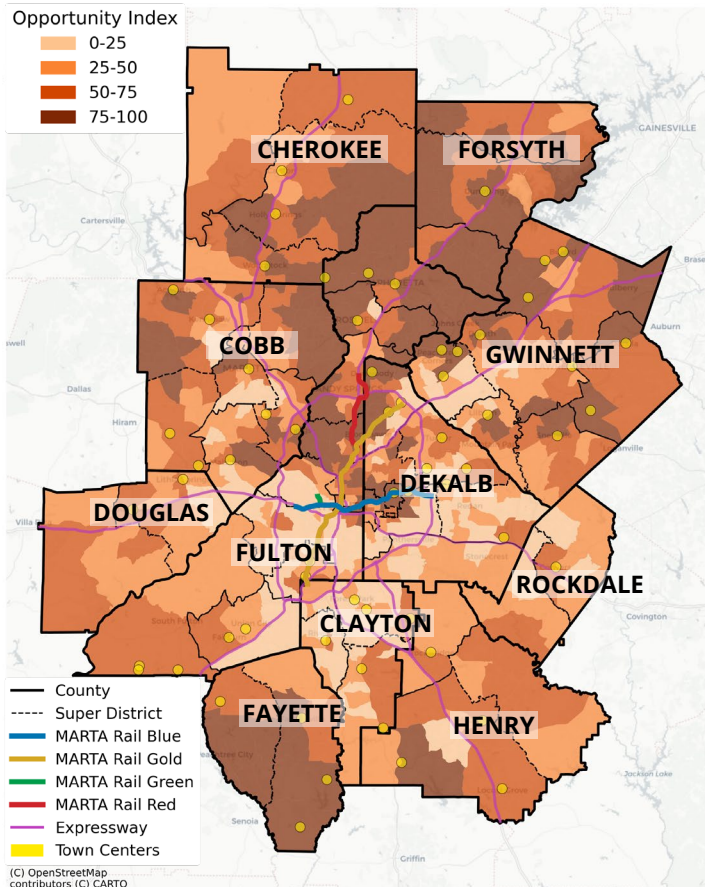 Opportunity Index
0-25
25-50
50-75
75-100
GAINESVILLE
CHEROKEE
FORSYTH
Cartersville
Auburn
COBB
GWINNETT
Dallas
Hiram
DEKALB
DOUGLAS
FULTON
ROCKDALE
Covington
CLAYTON
County
Super District
MARTA Rail Blue
MARTA Rail Gold
MARTA Rail Green
MARTA Rail Red
Expressway
Town Centers
FAYETTE
HENRY
Jackson Lake
Senoia
Griffin
(C) OpenStreetMap
contributors (C) CARTO